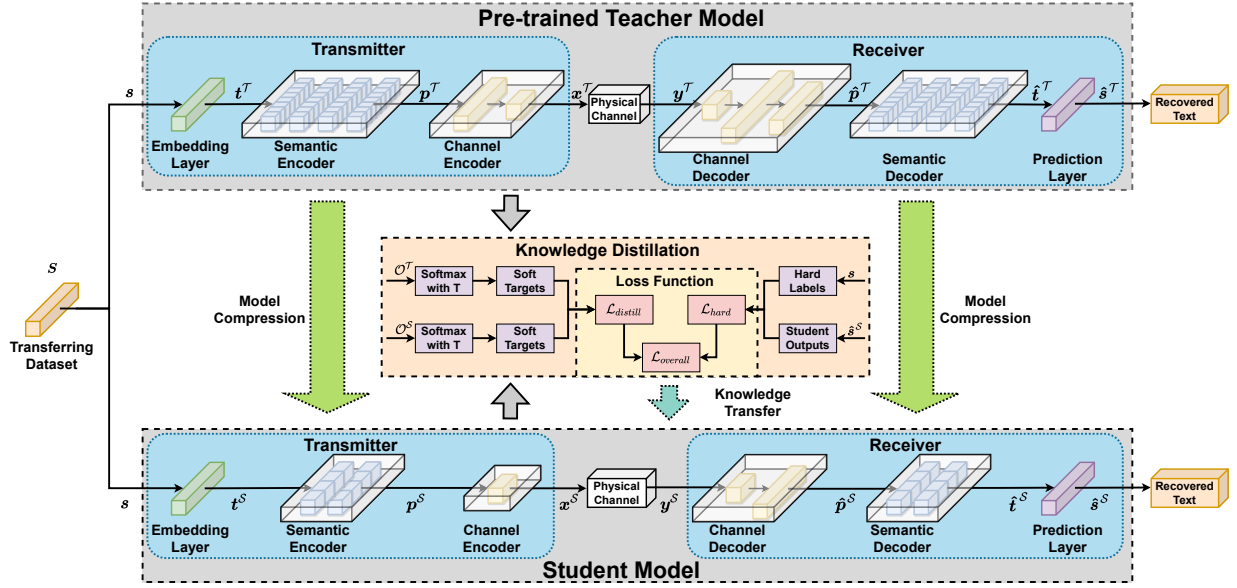 Pre-trained Teacher Model
Transmitter
Receiver
s
t^𝒯
p^𝒯
x^𝒯
Physical
Channel
y^𝒯
p̂^𝒯
t̂^𝒯
ŝ^𝒯
Recovered
Text
Embedding
Layer
Semantic
Encoder
Channel
Encoder
Channel
Decoder
Semantic
Decoder
Prediction
Layer
S
Transferring
Dataset
Model
Compression
Knowledge Distillation
𝒪^𝒯
Softmax
with T
Soft
Targets
Loss Function
Hard
Labels
s
ℒ_distill
ℒ_hard
𝒪^𝒮
Softmax
with T
Soft
Targets
Student
Outputs
ŝ^𝒮
ℒ_overall
Model
Compression
Knowledge
Transfer
Transmitter
Receiver
s
t^𝒮
p^𝒮
x^𝒮
Physical
Channel
y^𝒮
p̂^𝒮
t̂^𝒮
ŝ^𝒮
Recovered
Text
Embedding
Layer
Semantic
Encoder
Channel
Encoder
Channel
Decoder
Semantic
Decoder
Prediction
Layer
Student Model